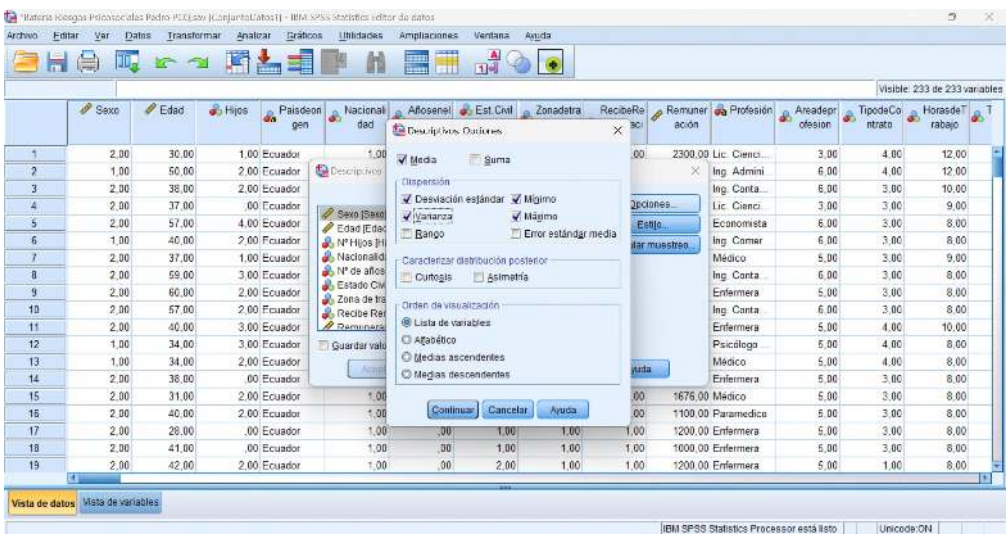 *Bateria Riesgos Psicosociales Pedro PCQ.sav [ConjuntoDatos1] - IBM SPSS Statistics Editor de datos
Archivo Editar Ver Datos Transformar Analizar Gráficos Utilidades Ampliaciones Ventana Ayuda
Visible: 233 de 233 variables
Sexo Edad Hijos Paisdeorigen Nacionalidad Añosenel Est.Civil Zonadetra RecibeRe Remuneración Profesión Areadeprofesion TipodeContrato HorasdeTrabajo T
Descriptivos: Opciones
Media Suma
Dispersión
Desviación estándar Mínimo
Varianza Máximo
Rango Error estándar media
Caracterizar distribución posterior
Curtosis Asimetría
Orden de visualización
Lista de variables
Alfabético
Medias ascendentes
Medias descendentes
Continuar Cancelar Ayuda
Descriptivos
Sexo [Sexo
Edad [Edad
Nº Hijos [Hi
Nacionalid
Nº de años
Estado Civi
Zona de tra
Recibe Rer
Remunera
Guardar valo
Opciones...
Estilo...
lar muestreo...
yuda
1 2,00 30,00 1,00 Ecuador 1,00 ,00 2300,00 Lic. Cienci... 3,00 4,00 12,00
2 1,00 50,00 2,00 Ecuador Ing. Admini... 6,00 4,00 12,00
3 2,00 38,00 2,00 Ecuador Ing. Conta... 6,00 3,00 10,00
4 2,00 37,00 ,00 Ecuador Lic. Cienci... 3,00 3,00 9,00
5 2,00 57,00 4,00 Ecuador Economista 6,00 3,00 8,00
6 1,00 40,00 2,00 Ecuador Ing. Comer... 6,00 3,00 8,00
7 2,00 37,00 1,00 Ecuador Médico 5,00 3,00 9,00
8 2,00 59,00 3,00 Ecuador Ing. Conta... 6,00 3,00 8,00
9 2,00 60,00 2,00 Ecuador Enfermera 5,00 3,00 8,00
10 2,00 57,00 2,00 Ecuador Ing. Conta... 6,00 3,00 8,00
11 2,00 40,00 3,00 Ecuador Enfermera 5,00 4,00 10,00
12 1,00 34,00 3,00 Ecuador Psicóloga ... 5,00 4,00 8,00
13 1,00 34,00 2,00 Ecuador Médico 5,00 4,00 8,00
14 2,00 38,00 ,00 Ecuador Enfermera 5,00 3,00 8,00
15 2,00 31,00 2,00 Ecuador 1,00 ,00 1676,00 Médico 5,00 3,00 8,00
16 2,00 40,00 2,00 Ecuador 1,00 ,00 1100,00 Paramedico 5,00 3,00 8,00
17 2,00 28,00 ,00 Ecuador 1,00 ,00 1,00 1,00 1,00 1200,00 Enfermera 5,00 3,00 8,00
18 2,00 41,00 ,00 Ecuador 1,00 ,00 1,00 1,00 1,00 1000,00 Enfermera 5,00 3,00 8,00
19 2,00 42,00 2,00 Ecuador 1,00 ,00 2,00 1,00 1,00 1200,00 Enfermera 5,00 1,00 8,00
Vista de datos Vista de variables
IBM SPSS Statistics Processor está listo Unicode:ON